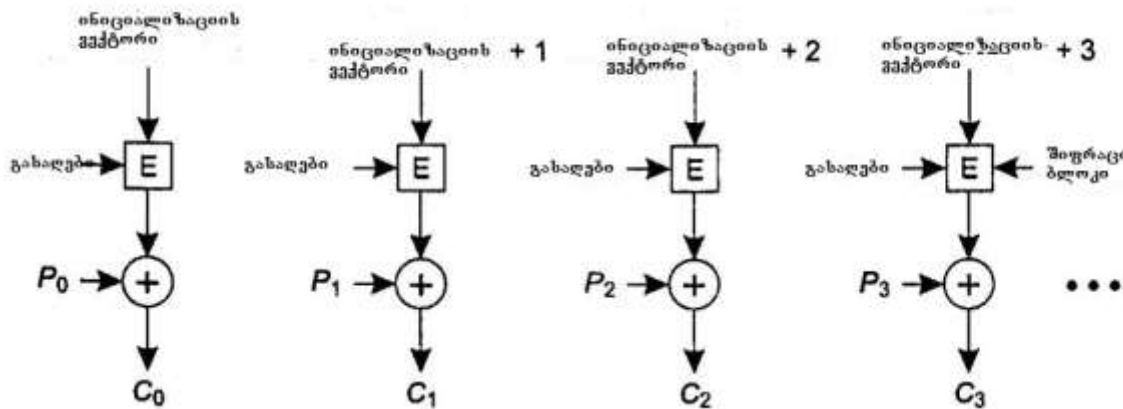 ინიციალიზაციის
ვექტორი
ინიციალიზაციის + 1
ვექტორი
ინიციალიზაციის + 2
ვექტორი
ინიციალიზაციის + 3
ვექტორი
გასაღები E
გასაღები E
გასაღები E
გასაღები E
ბლოკი
P0 +
P1 +
P2 +
P3 +
C0
C1
C2
C3